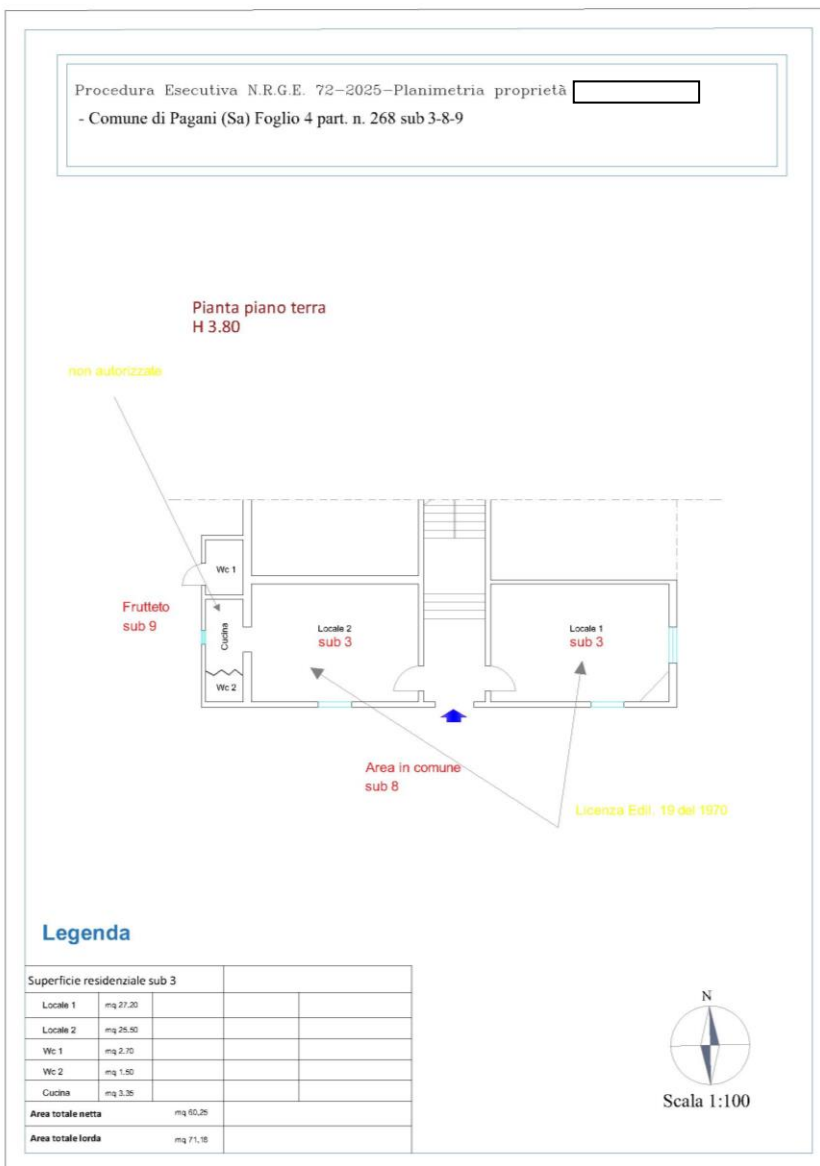 Procedura Esecutiva N.R.G.E. 72-2025-Planimetria proprietà
- Comune di Pagani (Sa) Foglio 4 part. n. 268 sub 3-8-9
Pianta piano terra
H 3.80
non autorizzate
Wc 1
Frutteto
sub 9
Cucina
Locale 2
sub 3
Locale 1
sub 3
Wc 2
Area in comune
sub 8
Licenza Edil. 19 del 1970
Legenda
Superficie residenziale sub 3
Locale 1 mq 27.20
Locale 2 mq 25.50
Wc 1 mq 2.70
Wc 2 mq 1.50
Cucina mq 3.35
Area totale netta mq 60,25
Area totale lorda mq 71,18
N
Scala 1:100